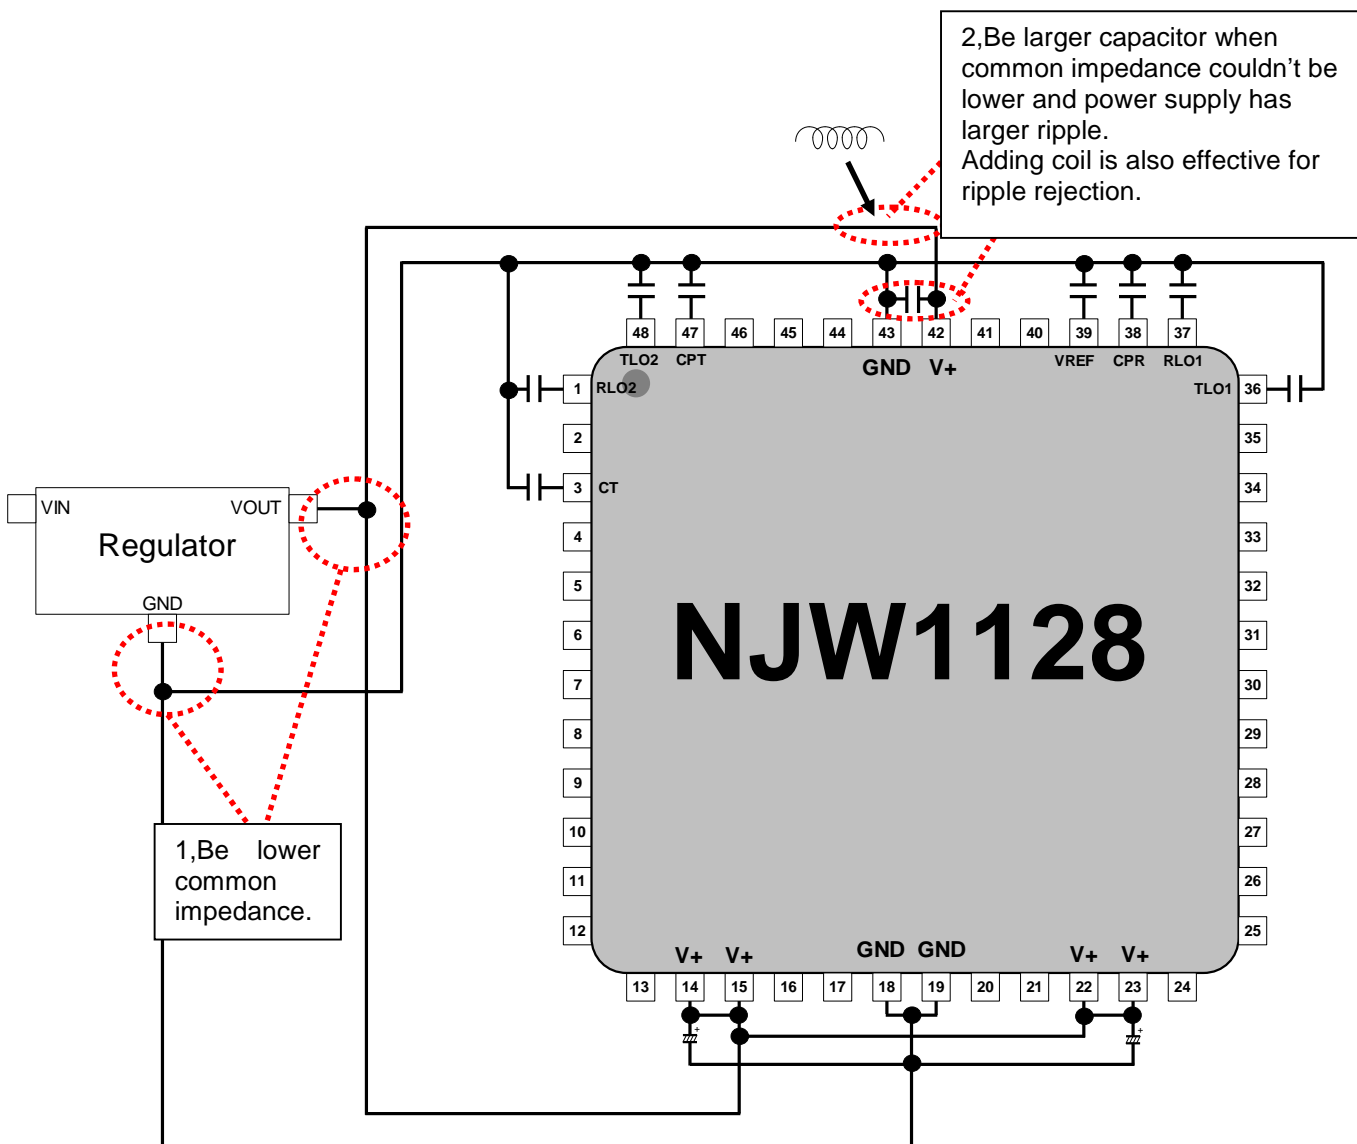 2,Be larger capacitor when
common impedance couldn't be
lower and power supply has
larger ripple.
Adding coil is also effective for
ripple rejection.
48 47 46 45 44 43 42 41 40 39 38 37
TLO2 CPT GND V+ VREF CPR RLO1
1 RLO2 TLO1 36
2 35
3 CT 34
4 33
5 32
6 31
7 30
8 29
9 28
10 27
11 26
12 25
VIN VOUT
Regulator
GND
NJW1128
1,Be lower
common
impedance.
V+ V+ GND GND V+ V+
13 14 15 16 17 18 19 20 21 22 23 24
+ +